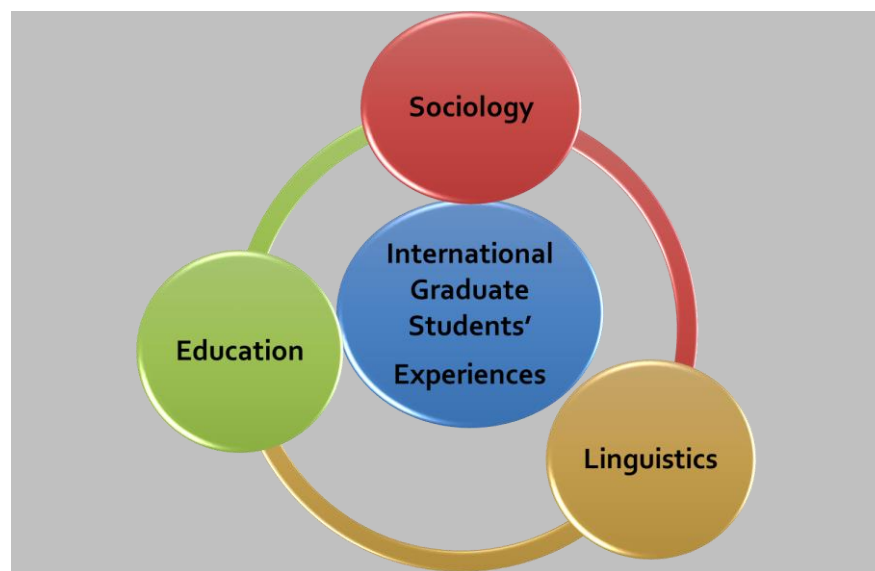 Sociology
International
Graduate
Students’
Experiences
Education
Linguistics